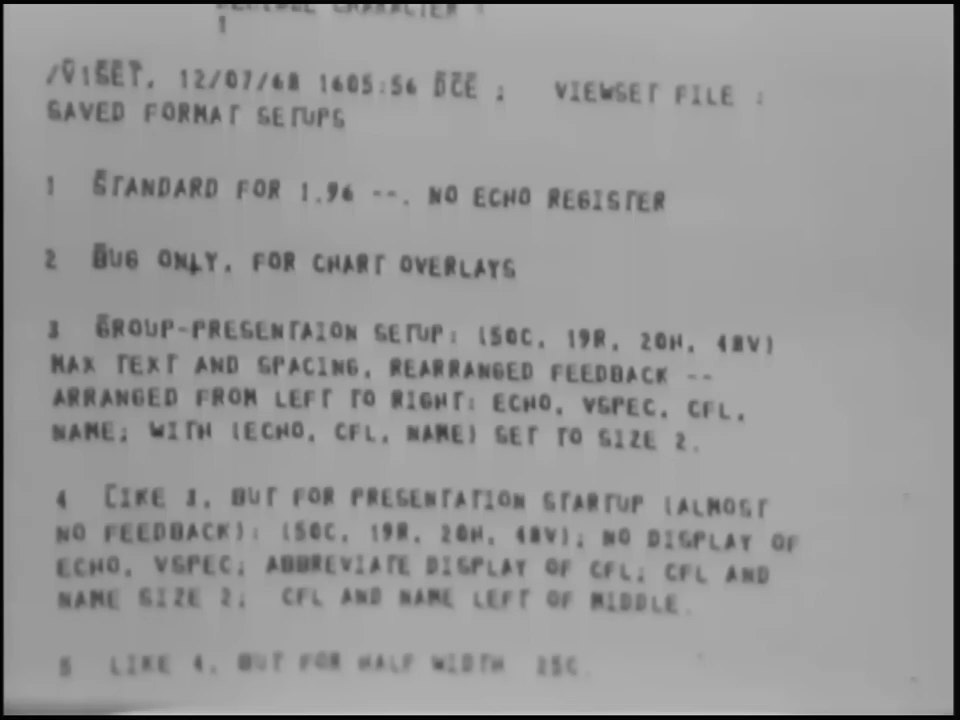 CHARACTER :
1
/VISET, 12/07/68 1605:56 DCE ; VIEWSET FILE :
SAVED FORMAT SETUPS
1 STANDARD FOR 1.96 --, NO ECHO REGISTER
2 BUG ONLY, FOR CHART OVERLAYS
3 GROUP-PRESENTAION SETUP: (50C, 19R, 20H, 48V)
MAX TEXT AND SPACING, REARRANGED FEEDBACK --
ARRANGED FROM LEFT TO RIGHT: ECHO, VSPEC, CFL,
NAME; WITH (ECHO, CFL, NAME) SET TO SIZE 2.
4 LIKE 3, BUT FOR PRESENTATION STARTUP (ALMOST
NO FEEDBACK): (50C, 19R, 20H, 48V); NO DISPLAY OF
ECHO, VSPEC; ABBREVIATE DISPLAY OF CFL; CFL AND
NAME SIZE 2; CFL AND NAME LEFT OF MIDDLE.
5 LIKE 4, BUT FOR HALF WIDTH 25C.